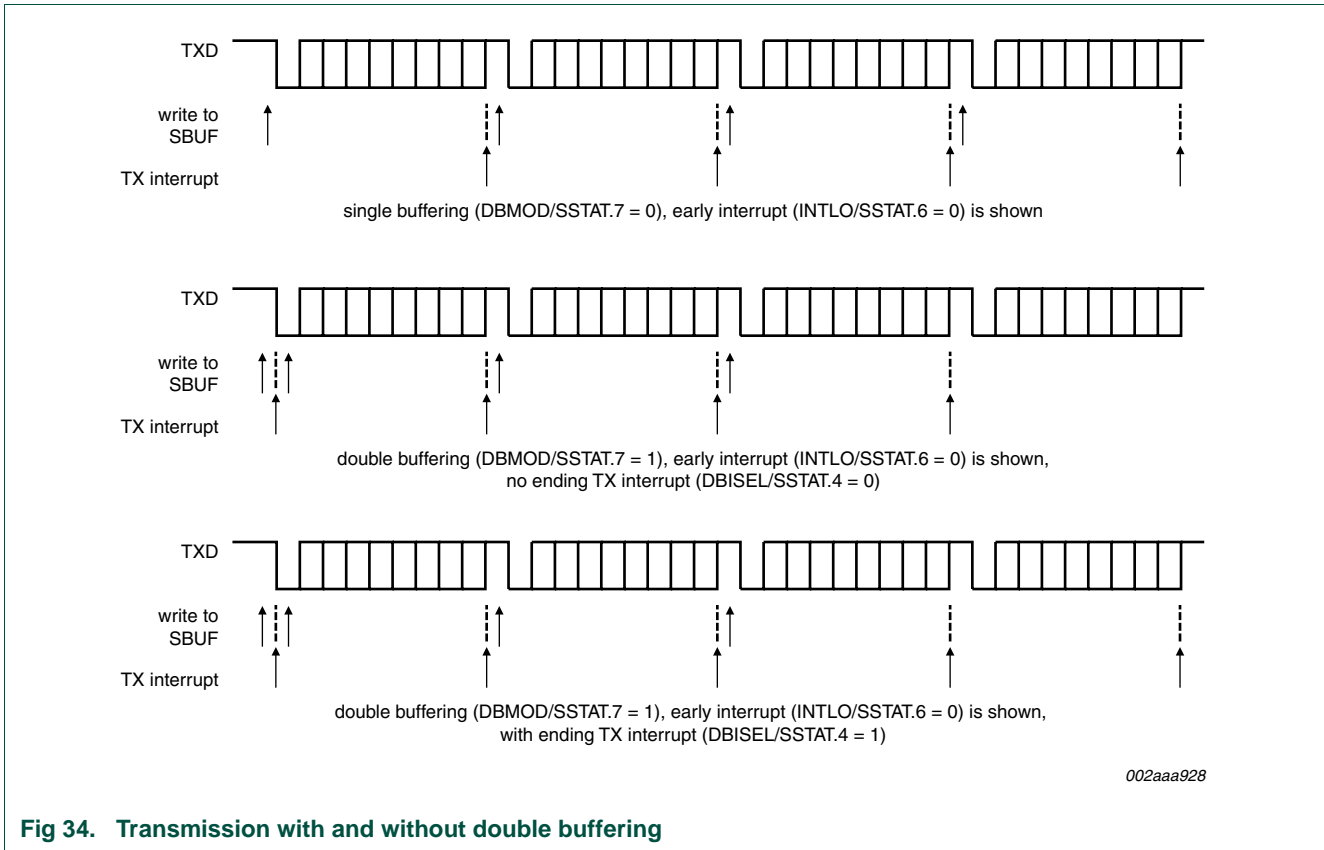 TXD
write to
SBUF
TX interrupt
single buffering (DBMOD/SSTAT.7 = 0), early interrupt (INTLO/SSTAT.6 = 0) is shown
TXD
write to
SBUF
TX interrupt
double buffering (DBMOD/SSTAT.7 = 1), early interrupt (INTLO/SSTAT.6 = 0) is shown,
no ending TX interrupt (DBISEL/SSTAT.4 = 0)
TXD
write to
SBUF
TX interrupt
double buffering (DBMOD/SSTAT.7 = 1), early interrupt (INTLO/SSTAT.6 = 0) is shown,
with ending TX interrupt (DBISEL/SSTAT.4 = 1)
002aaa928
Fig 34. Transmission with and without double buffering